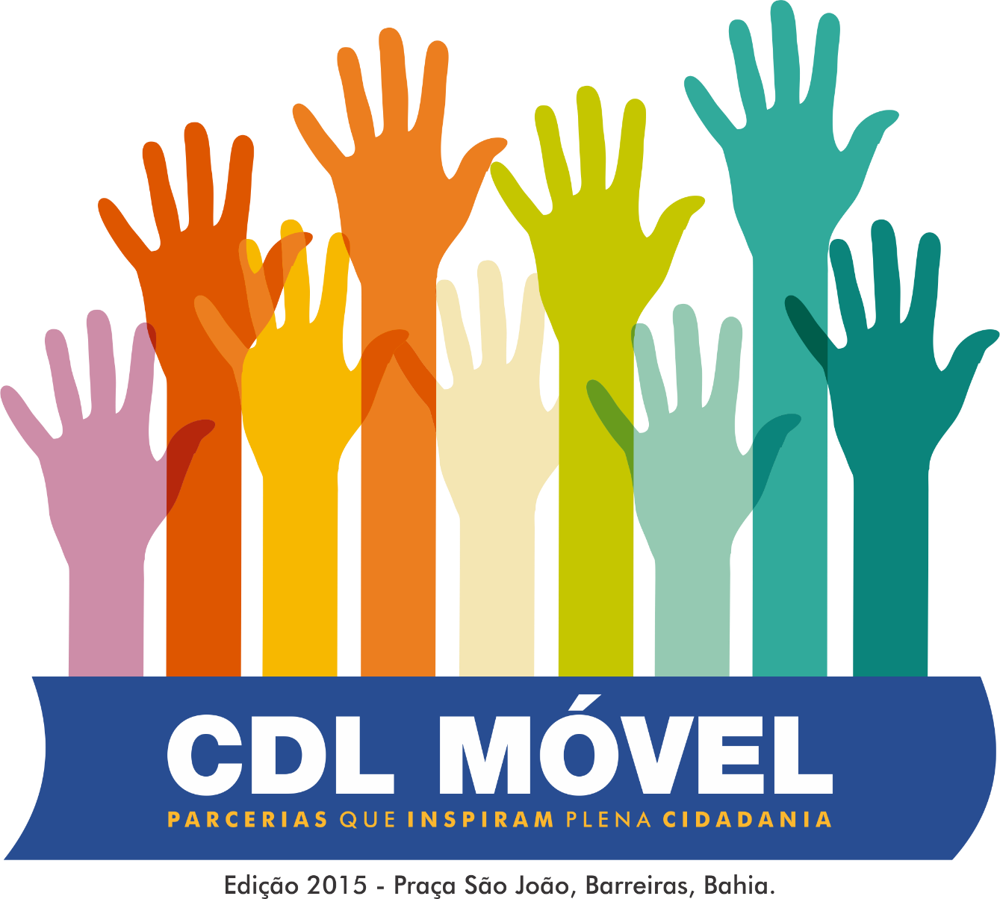 CDL MÓVEL
PARCERIAS QUE INSPIRAM PLENA CIDADANIA
Edição 2015 - Praça São João, Barreiras, Bahia.